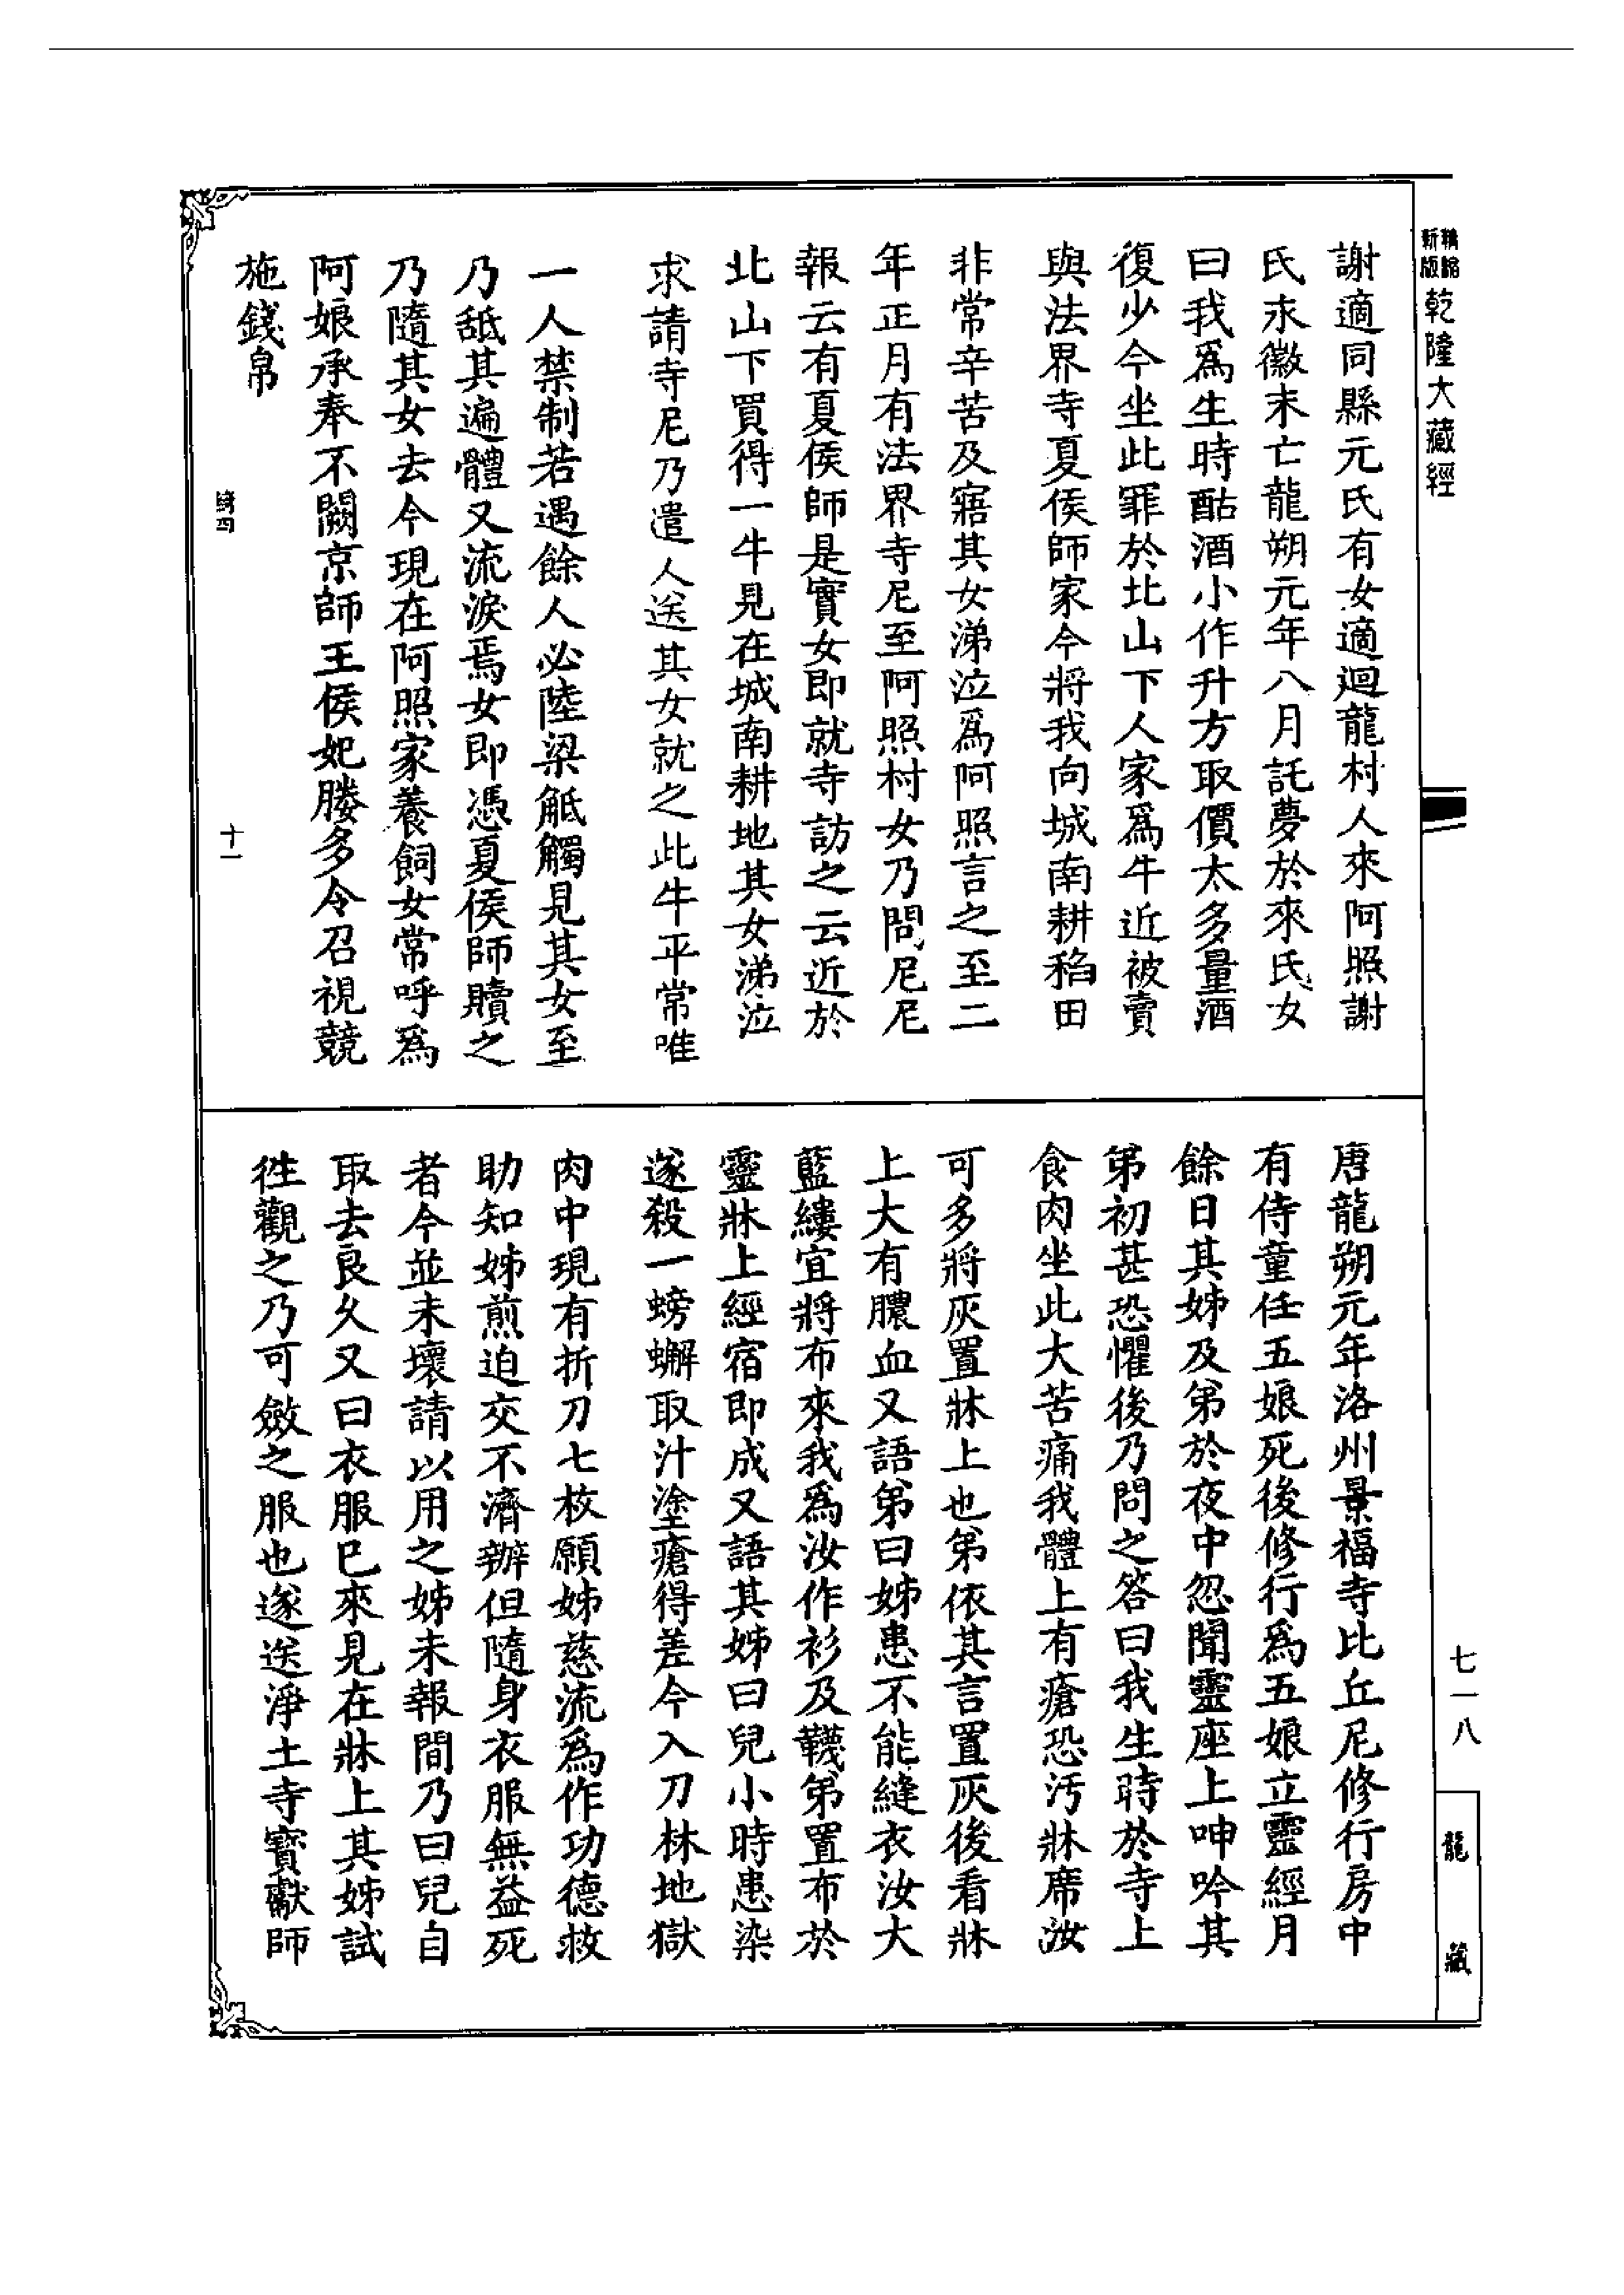 精縮
新版
乾隆大藏經
謝適同縣元氏有女適迴龍村人來阿照謝
氏永徽末亡龍朔元年八月託夢於來氏女
曰我爲生時酤酒小作升方取價太多量酒
復少今坐此罪於北山下人家爲牛近被賣
與法界寺夏侯師家今將我向城南耕稻田
非常辛苦及寤其女涕泣爲阿照言之至二
年正月有法界寺尼至阿照村女乃問尼尼
報云有夏侯師是實女即就寺訪之云近於
北山下買得一牛見在城南耕地其女涕泣
求請寺尼乃遣人送其女就之此牛平常唯
一人禁制若遇餘人必陸梁觝觸見其女至
乃舐其遍體又流淚焉女即憑夏侯師贖之
乃隨其女去今現在阿照家養飼女常呼爲
阿娘承奉不闕京師王侯妃媵多令召視競
施錢帛
四
十一
唐龍朔元年洛州景福寺比丘尼修行房中
有侍童任五娘死後修行爲五娘立靈經月
餘日其姊及弟於夜中忽聞靈座上呻吟其
弟初甚恐懼後乃問之答曰我生時於寺上
食肉坐此大苦痛我體上有瘡恐汚牀席汝
可多將灰置牀上也弟依其言置灰後看牀
上大有膿血又語弟曰姊患不能縫衣汝大
藍縷宜將布來我爲汝作衫及韈弟置布於
靈牀上經宿即成又語其姊曰兒小時患染
遂殺一螃蠏取汁塗瘡得差今入刀林地獄
肉中現有折刀七枚願姊慈流爲作功德救
助知姊煎迫交不濟辦但隨身衣服無益死
者今並未壞請以用之姊未報間乃曰兒自
取去良久又曰衣服已來見在牀上其姊試
徃觀之乃可斂之服也遂送淨土寺寳獻師
七一八
龍藏